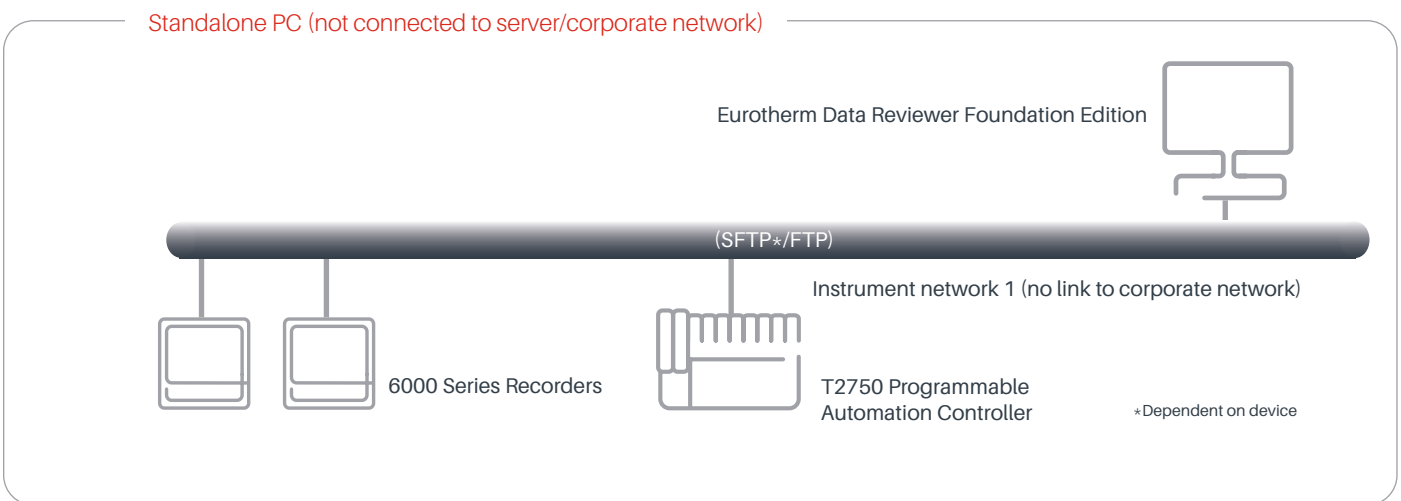 Standalone PC (not connected to server/corporate network)
Eurotherm Data Reviewer Foundation Edition
(SFTP*/FTP)
Instrument network 1 (no link to corporate network)
6000 Series Recorders
T2750 Programmable
Automation Controller
*Dependent on device